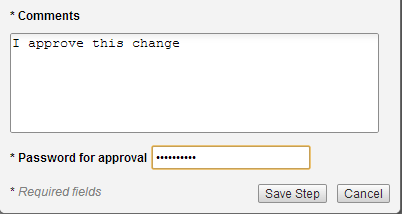 * Comments
I approve this change
* Password for approval ••••••••••
* Required fields Save Step Cancel